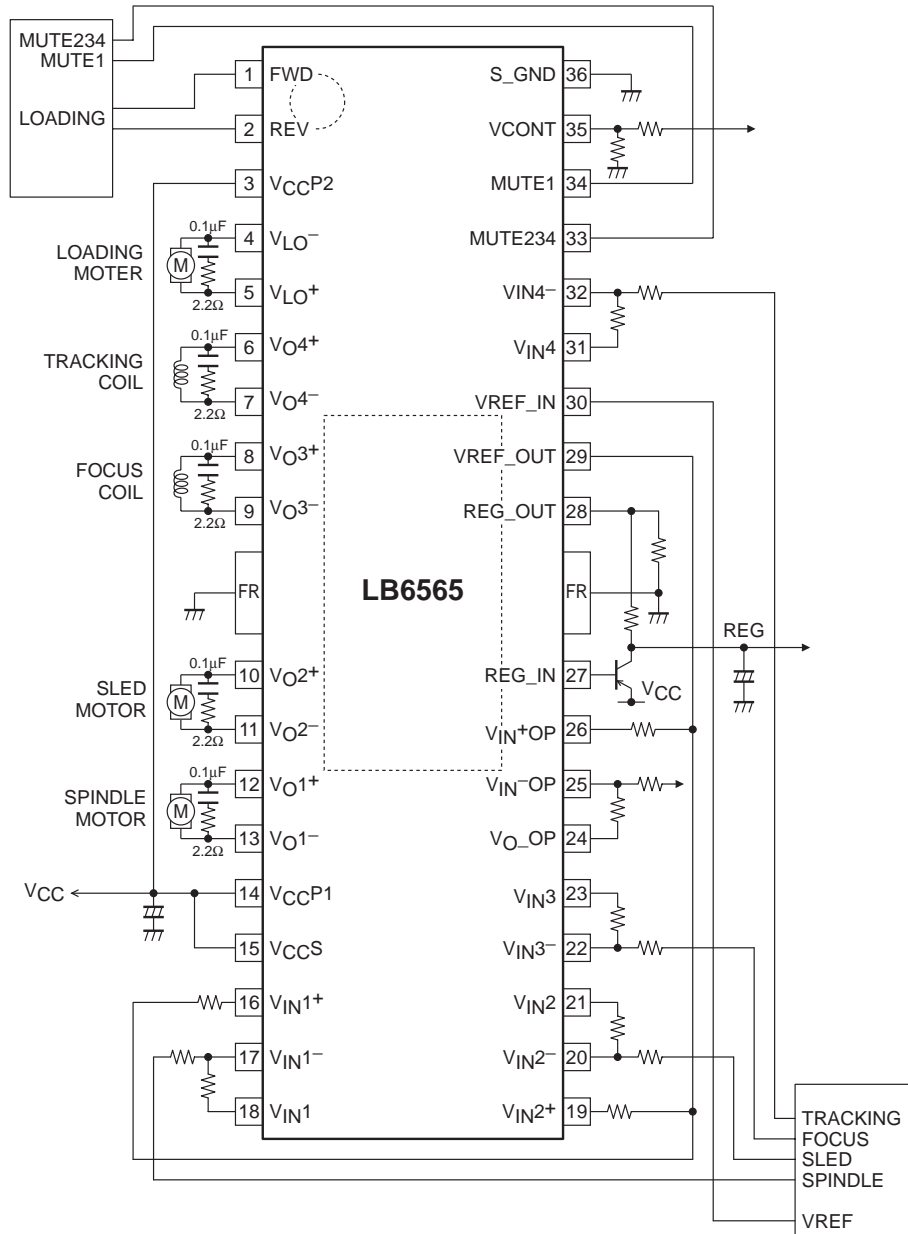 MUTE234
MUTE1
LOADING
1 FWD
2 REV
3 VCCP2
4 VLO−
5 VLO+
6 VO4+
7 VO4−
8 VO3+
9 VO3−
FR
10 VO2+
11 VO2−
12 VO1+
13 VO1−
14 VCCP1
15 VCCS
16 VIN1+
17 VIN1−
18 VIN1
S_GND 36
VCONT 35
MUTE1 34
MUTE234 33
VIN4− 32
VIN4 31
VREF_IN 30
VREF_OUT 29
REG_OUT 28
FR
REG_IN 27
VIN+OP 26
VIN−OP 25
VO_OP 24
VIN3 23
VIN3− 22
VIN2 21
VIN2− 20
VIN2+ 19
LB6565
LOADING
MOTER
0.1µF
2.2Ω
TRACKING
COIL
0.1µF
2.2Ω
FOCUS
COIL
0.1µF
2.2Ω
SLED
MOTOR
0.1µF
2.2Ω
SPINDLE
MOTOR
0.1µF
2.2Ω
M
M
M
VCC
REG
VCC
TRACKING
FOCUS
SLED
SPINDLE
VREF